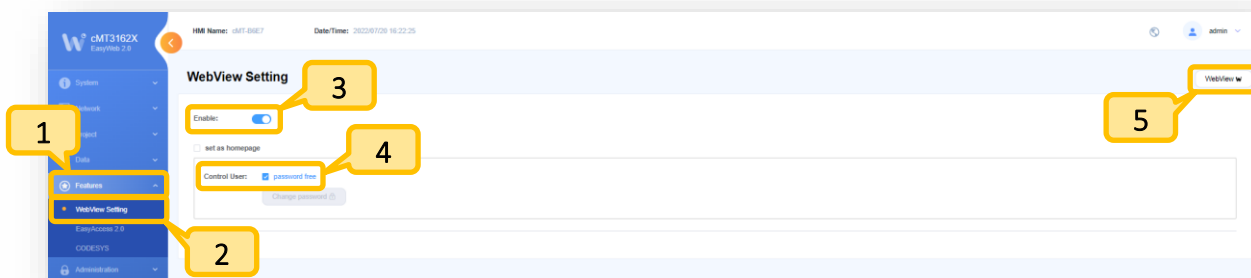 cMT3162X
EasyWeb 2.0
HMI Name: cMT-B6E7 Date/Time: 2022/07/20 16:22:25 admin
System
Network
Project
Data
Features
WebView Setting
EasyAccess 2.0
CODESYS
Administration
WebView Setting
WebView
Enable:
set as homepage
Control User: password free
Change password
1
2
3
4
5